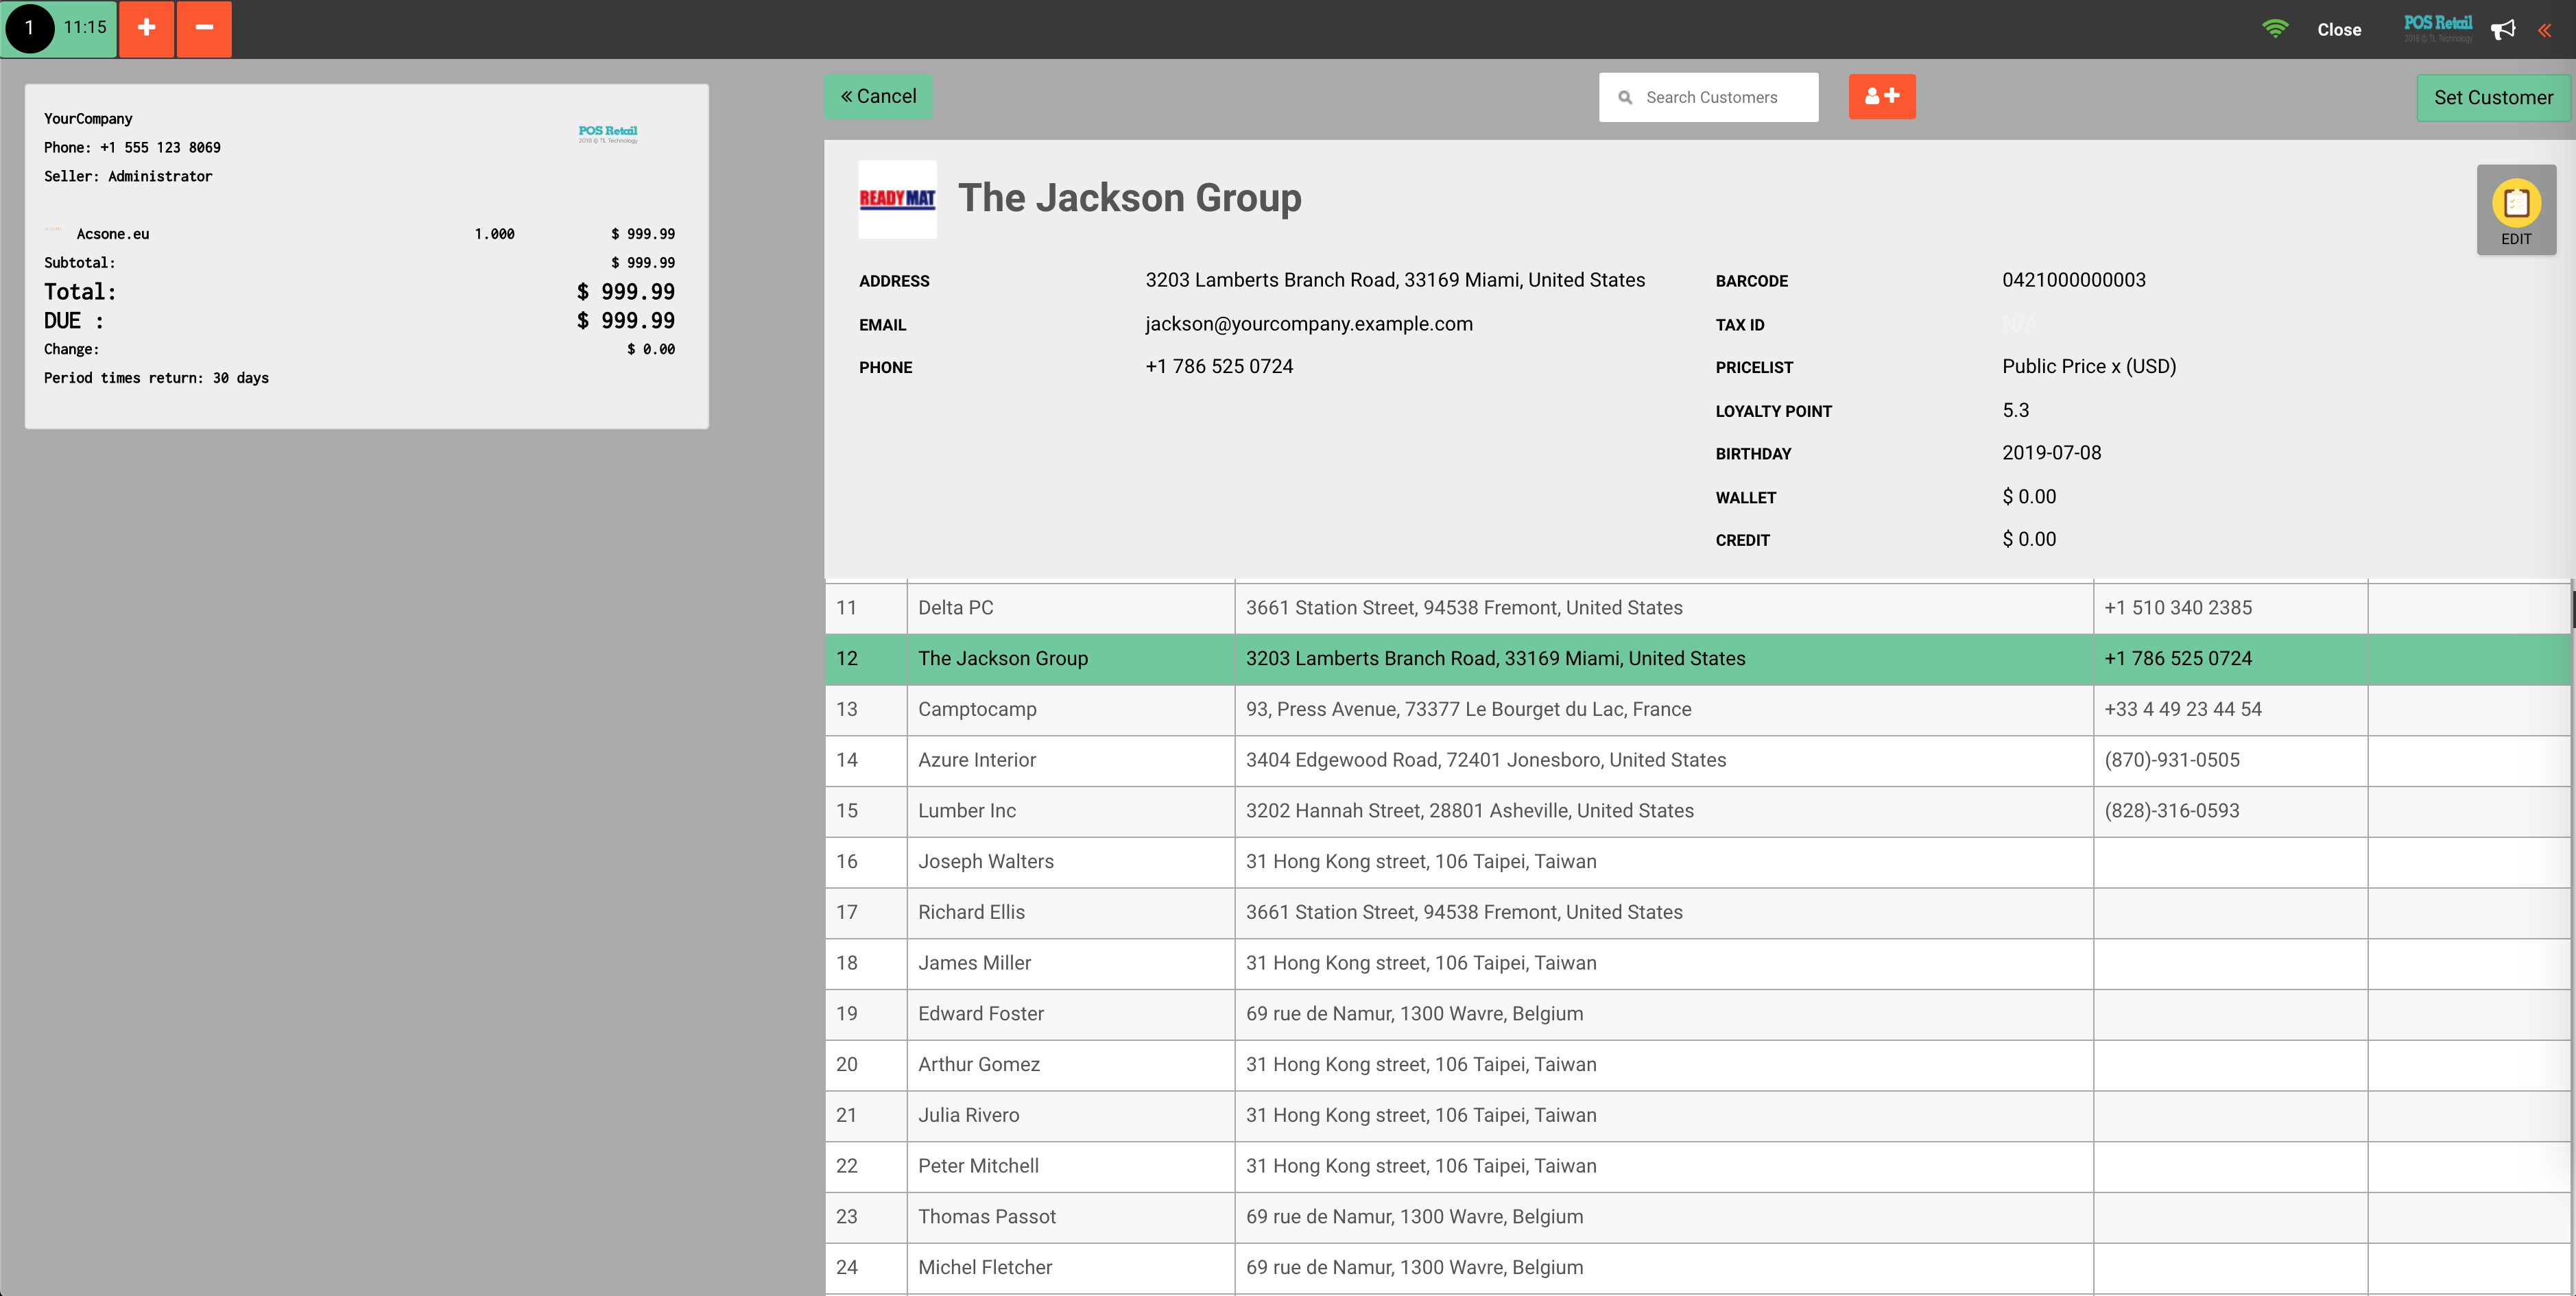 1 11:15 + −
Close POS Retail
2018 © TL Technology
YourCompany
Phone: +1 555 123 8069
Seller: Administrator
POS Retail
2018 © TL Technology
Acsone.eu 1.000 $ 999.99
Subtotal: $ 999.99
Total: $ 999.99
DUE : $ 999.99
Change: $ 0.00
Period times return: 30 days
Cancel Search Customers Set Customer
READY MAT The Jackson Group
EDIT
ADDRESS 3203 Lamberts Branch Road, 33169 Miami, United States
EMAIL jackson@yourcompany.example.com
PHONE +1 786 525 0724
BARCODE 0421000000003
TAX ID N/A
PRICELIST Public Price x (USD)
LOYALTY POINT 5.3
BIRTHDAY 2019-07-08
WALLET $ 0.00
CREDIT $ 0.00
11 Delta PC 3661 Station Street, 94538 Fremont, United States +1 510 340 2385
12 The Jackson Group 3203 Lamberts Branch Road, 33169 Miami, United States +1 786 525 0724
13 Camptocamp 93, Press Avenue, 73377 Le Bourget du Lac, France +33 4 49 23 44 54
14 Azure Interior 3404 Edgewood Road, 72401 Jonesboro, United States (870)-931-0505
15 Lumber Inc 3202 Hannah Street, 28801 Asheville, United States (828)-316-0593
16 Joseph Walters 31 Hong Kong street, 106 Taipei, Taiwan
17 Richard Ellis 3661 Station Street, 94538 Fremont, United States
18 James Miller 31 Hong Kong street, 106 Taipei, Taiwan
19 Edward Foster 69 rue de Namur, 1300 Wavre, Belgium
20 Arthur Gomez 31 Hong Kong street, 106 Taipei, Taiwan
21 Julia Rivero 31 Hong Kong street, 106 Taipei, Taiwan
22 Peter Mitchell 31 Hong Kong street, 106 Taipei, Taiwan
23 Thomas Passot 69 rue de Namur, 1300 Wavre, Belgium
24 Michel Fletcher 69 rue de Namur, 1300 Wavre, Belgium